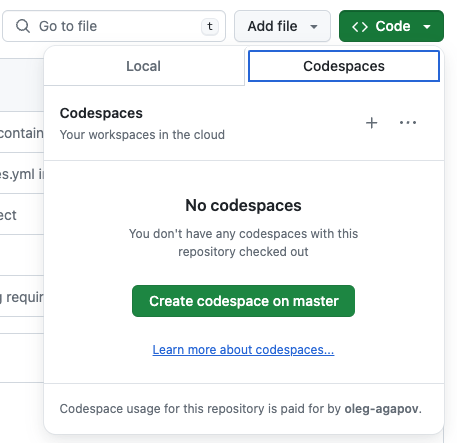 Go to file
t
Add file
<> Code
Local
Codespaces
Codespaces
Your workspaces in the cloud
No codespaces
You don't have any codespaces with this
repository checked out
Create codespace on master
Learn more about codespaces...
Codespace usage for this repository is paid for by oleg-agapov.
contain
es.yml i
ect
g requir